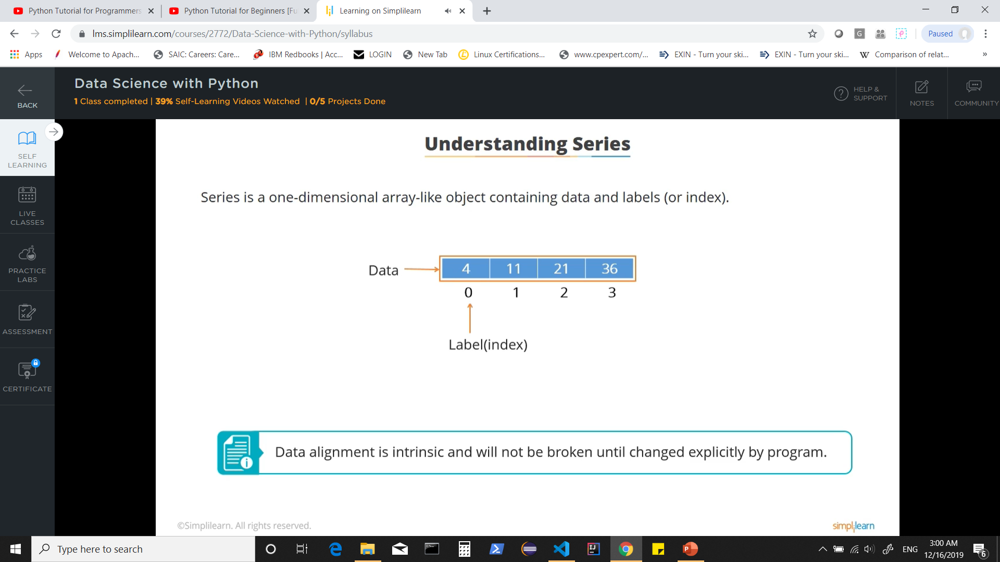 Python Tutorial for Programmers
Python Tutorial for Beginners [Fu
Learning on Simplilearn
lms.simplilearn.com/courses/2772/Data-Science-with-Python/syllabus
G
Paused
Apps
Welcome to Apach...
SAIC: Careers: Care...
IBM Redbooks | Acc...
LOGIN
New Tab
Linux Certifications...
www.cpexpert.com/...
EXIN - Turn your ski...
EXIN - Turn your ski...
W Comparison of relat...
»
BACK
Data Science with Python
1 Class completed | 39% Self-Learning Videos Watched | 0/5 Projects Done
HELP &
SUPPORT
NOTES
COMMUNITY
SELF
LEARNING
LIVE
CLASSES
PRACTICE
LABS
ASSESSMENT
CERTIFICATE
Understanding Series
Series is a one-dimensional array-like object containing data and labels (or index).
Data
4 11 21 36
0 1 2 3
Label(index)
Data alignment is intrinsic and will not be broken until changed explicitly by program.
©Simplilearn. All rights reserved.
simplilearn
Type here to search
IJ
P
ENG
3:00 AM
12/16/2019
6